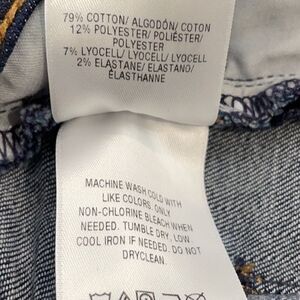 79% COTTON/ ALGODÓN/ COTON
12% POLYESTER/ POLIÉSTER/
POLYESTER
7% LYOCELL/ LYOCELL/ LYOCELL
2% ELASTANE/ ELASTANO/
ÉLASTHANNE
MACHINE WASH COLD WITH
LIKE COLORS. ONLY
NON-CHLORINE BLEACH WHEN
NEEDED. TUMBLE DRY, LOW
COOL IRON IF NEEDED. DO NOT
DRYCLEAN.